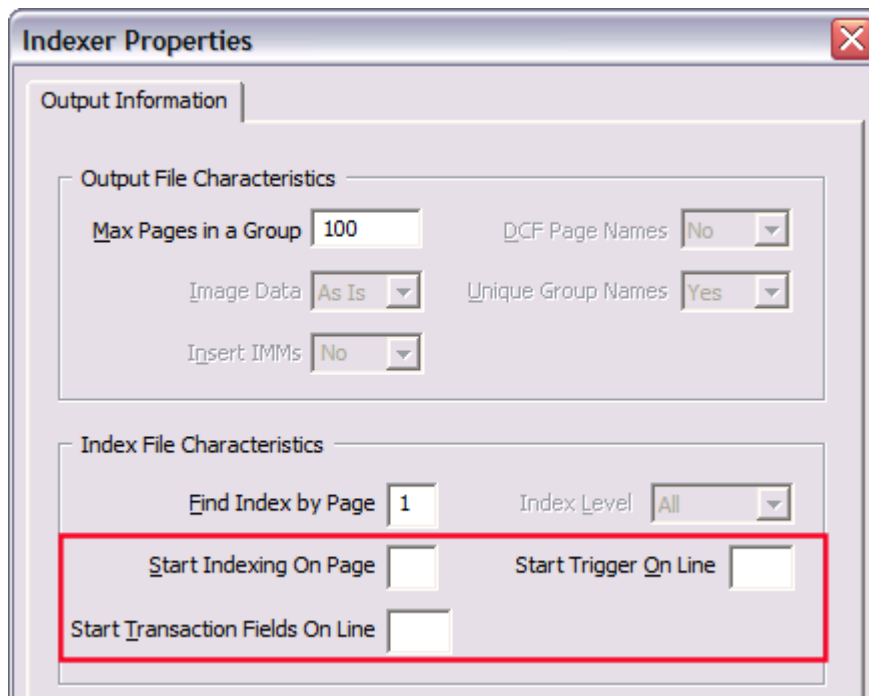 Indexer Properties
Output Information
Output File Characteristics
Max Pages in a Group 100 DCF Page Names No
Image Data As Is Unique Group Names Yes
Insert IMMs No
Index File Characteristics
Find Index by Page 1 Index Level All
Start Indexing On Page Start Trigger On Line
Start Transaction Fields On Line